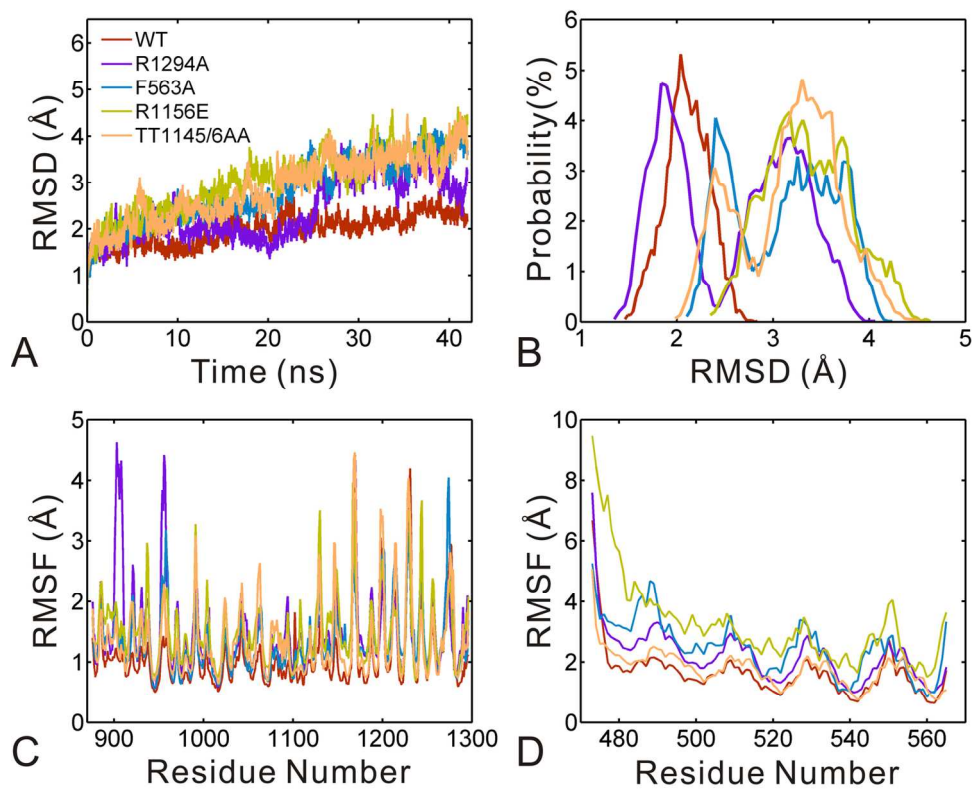 6
5
4
3
2
1
0
RMSD (Å)
WT
R1294A
F563A
R1156E
TT1145/6AA
0 10 20 30 40
Time (ns)
A
6
5
4
3
2
1
0
Probability(%)
1 2 3 4 5
RMSD (Å)
B
5
4
3
2
1
0
RMSF (Å)
900 1000 1100 1200 1300
Residue Number
C
10
8
6
4
2
0
RMSF (Å)
480 500 520 540 560
Residue Number
D